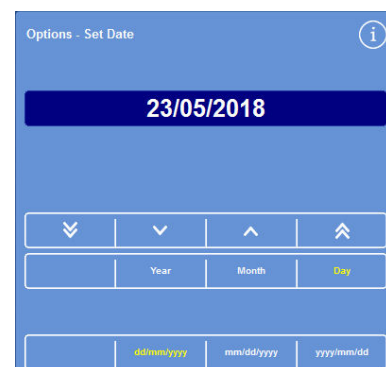 Options - Set Date
i
23/05/2018
Year Month Day
dd/mm/yyyy mm/dd/yyyy yyyy/mm/dd